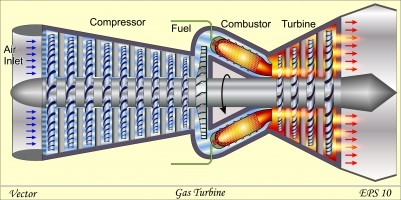 Compressor
Fuel
Combustor
Turbine
Air
Inlet
Vector
Gas Turbine
EPS 10